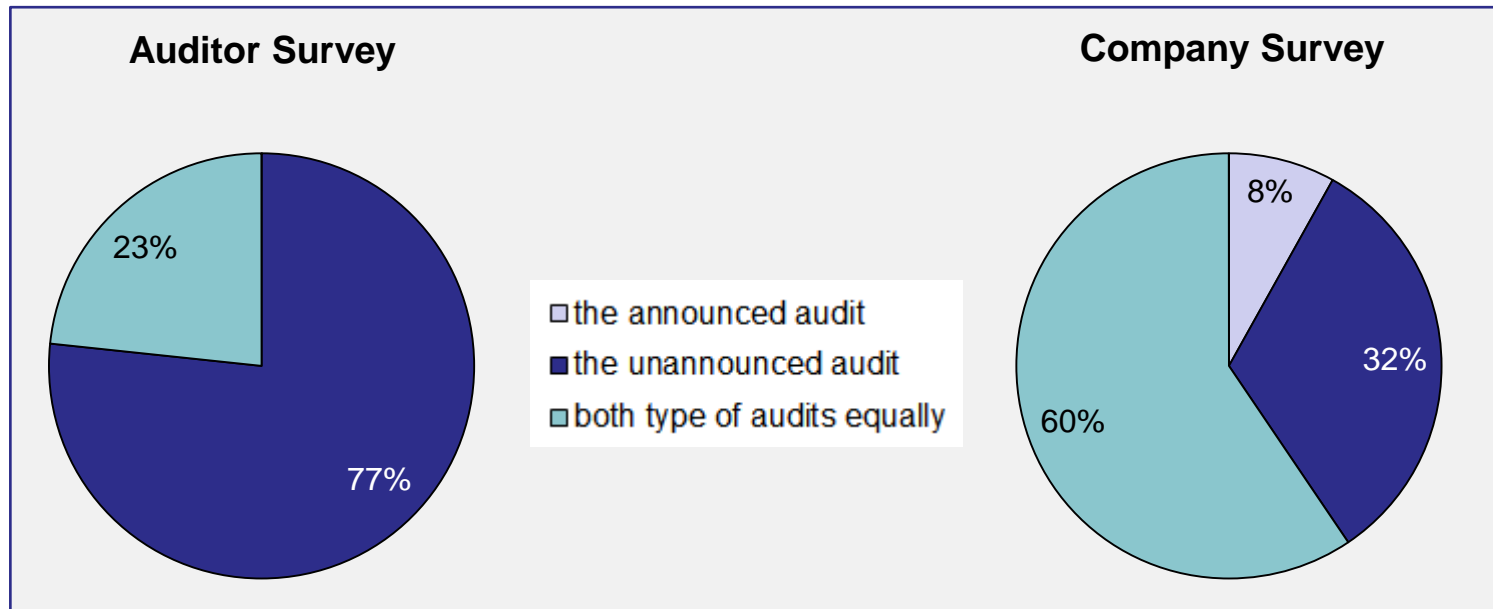 Auditor Survey
Company Survey
8%
23%
the announced audit
the unannounced audit
both type of audits equally
32%
60%
77%